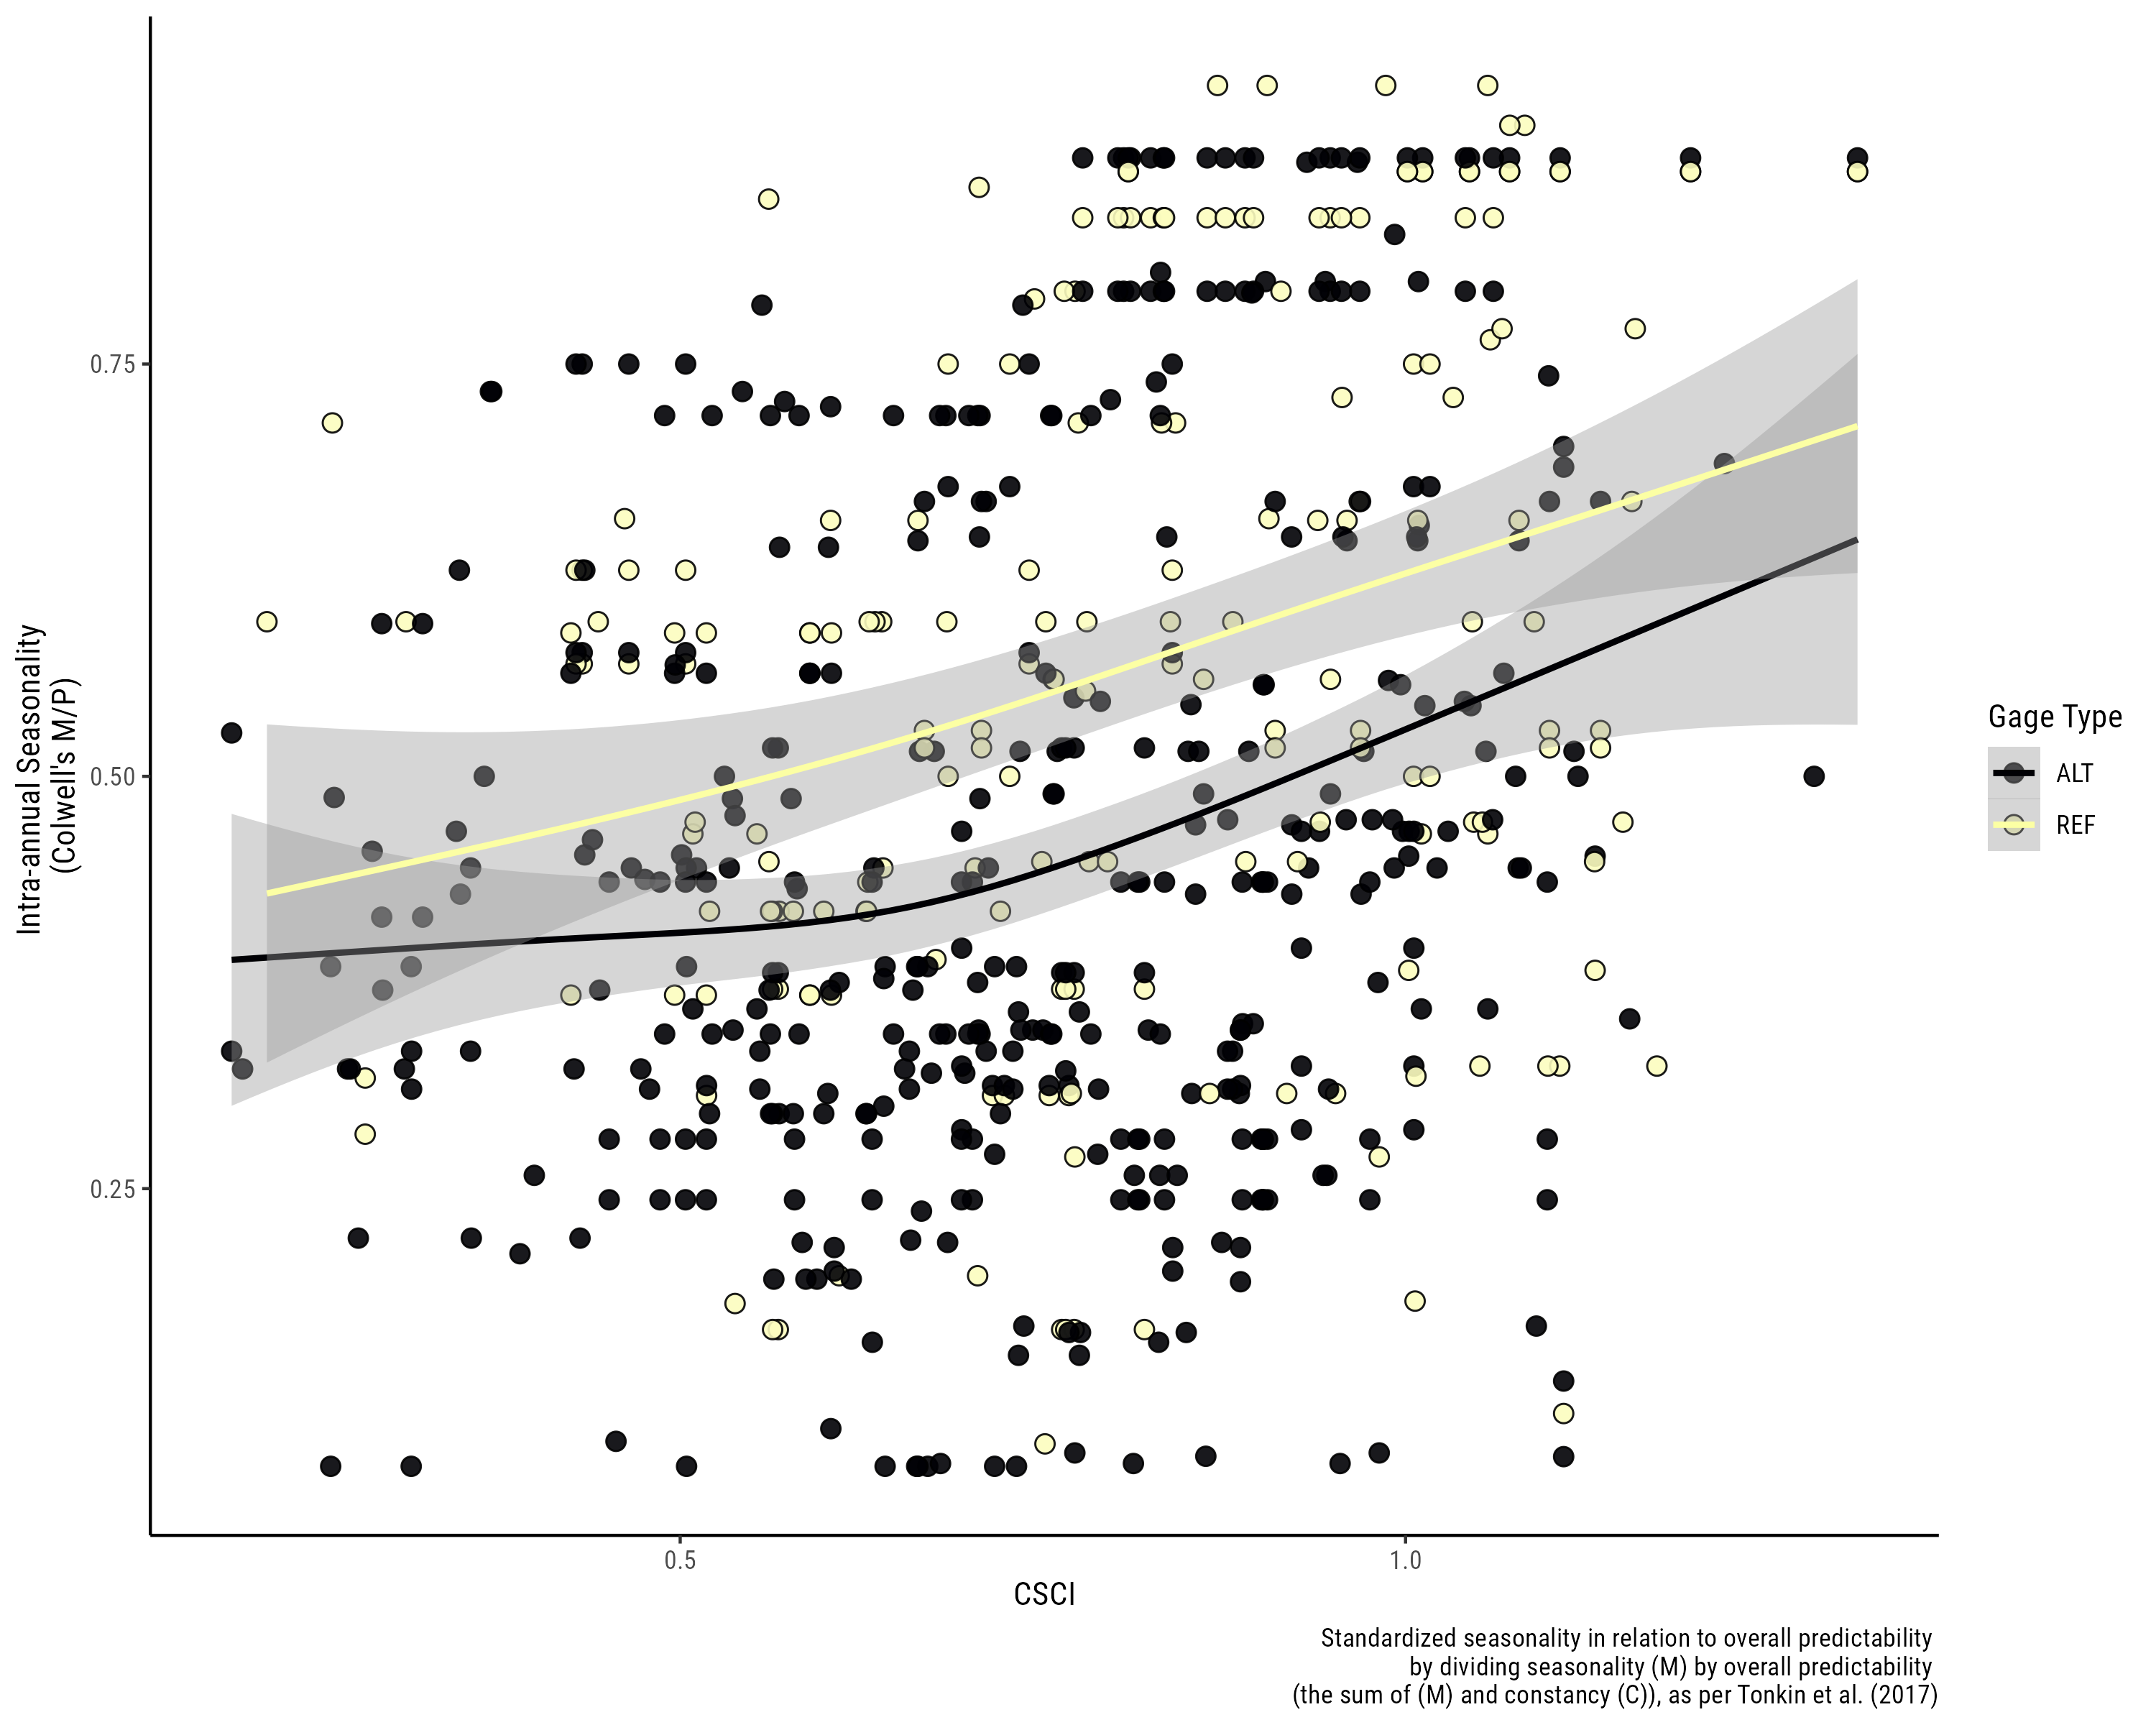 Intra-annual Seasonality
(Colwell's M/P)
0.75
0.50
0.25
0.5
1.0
CSCI
Gage Type
ALT
REF
Standardized seasonality in relation to overall predictability
by dividing seasonality (M) by overall predictability
(the sum of (M) and constancy (C)), as per Tonkin et al. (2017)